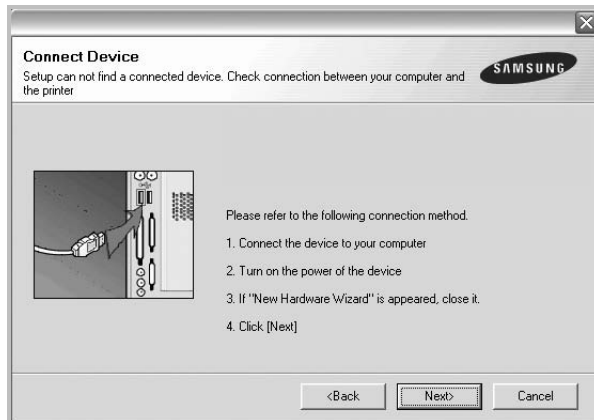 Connect Device
Setup can not find a connected device. Check connection between your computer and
the printer
SAMSUNG
Please refer to the following connection method.
1. Connect the device to your computer
2. Turn on the power of the device
3. If "New Hardware Wizard" is appeared, close it.
4. Click [Next]
<Back
Next>
Cancel